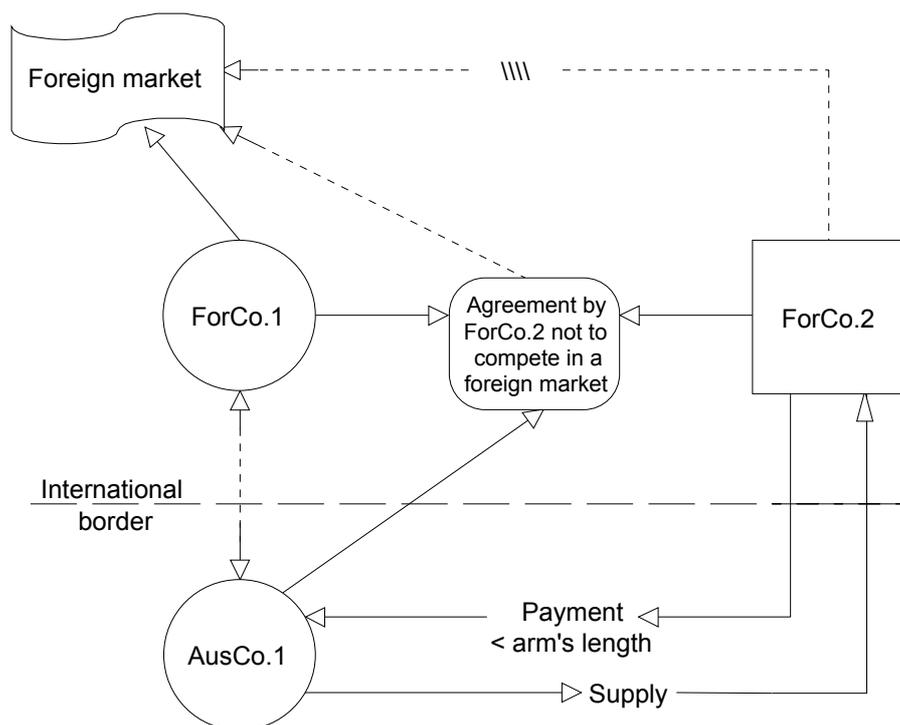 \\\\
Foreign market
Agreement by
ForCo.2 not to
compete in a
foreign market
ForCo.1
ForCo.2
International
border
Payment
< arm's length
AusCo.1
Supply